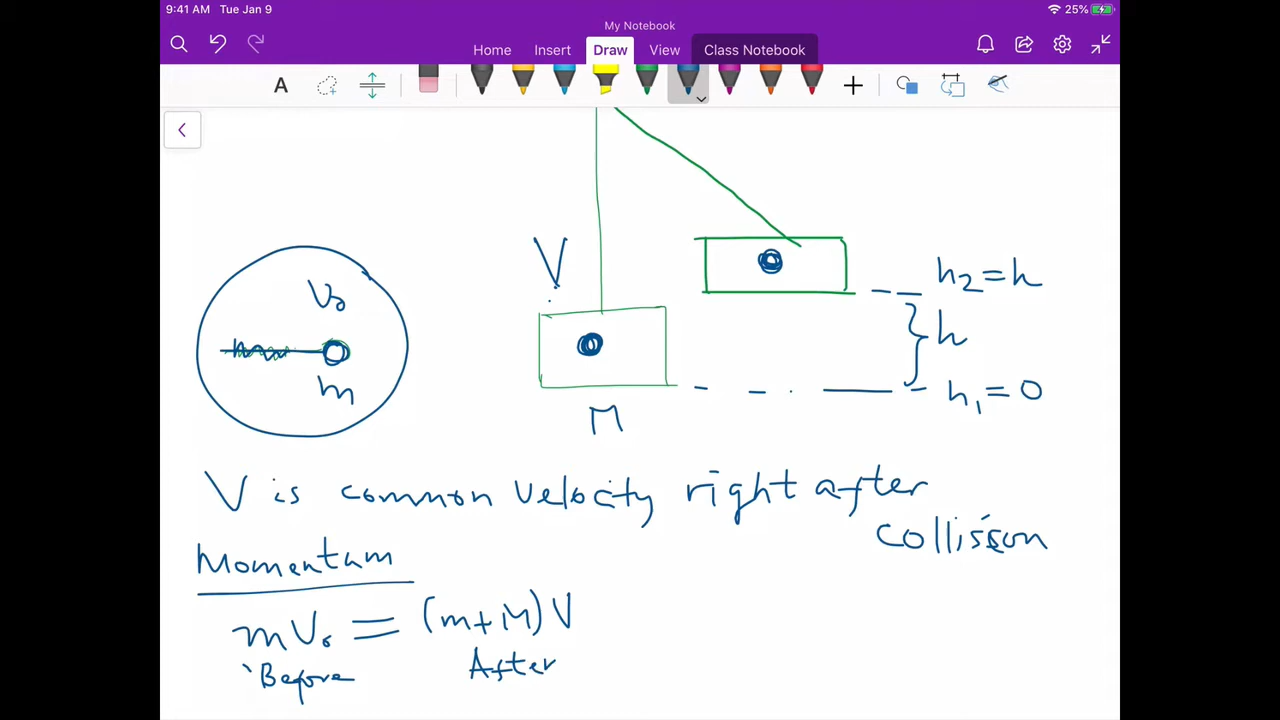 9:41 AM Tue Jan 9
25%
My Notebook
Home Insert Draw View Class Notebook
A
V
V₀
m
M
h₂=h
h
h₁=0
V is common velocity right after
collision
Momentum
mV₀ = (m+M)V
Before After